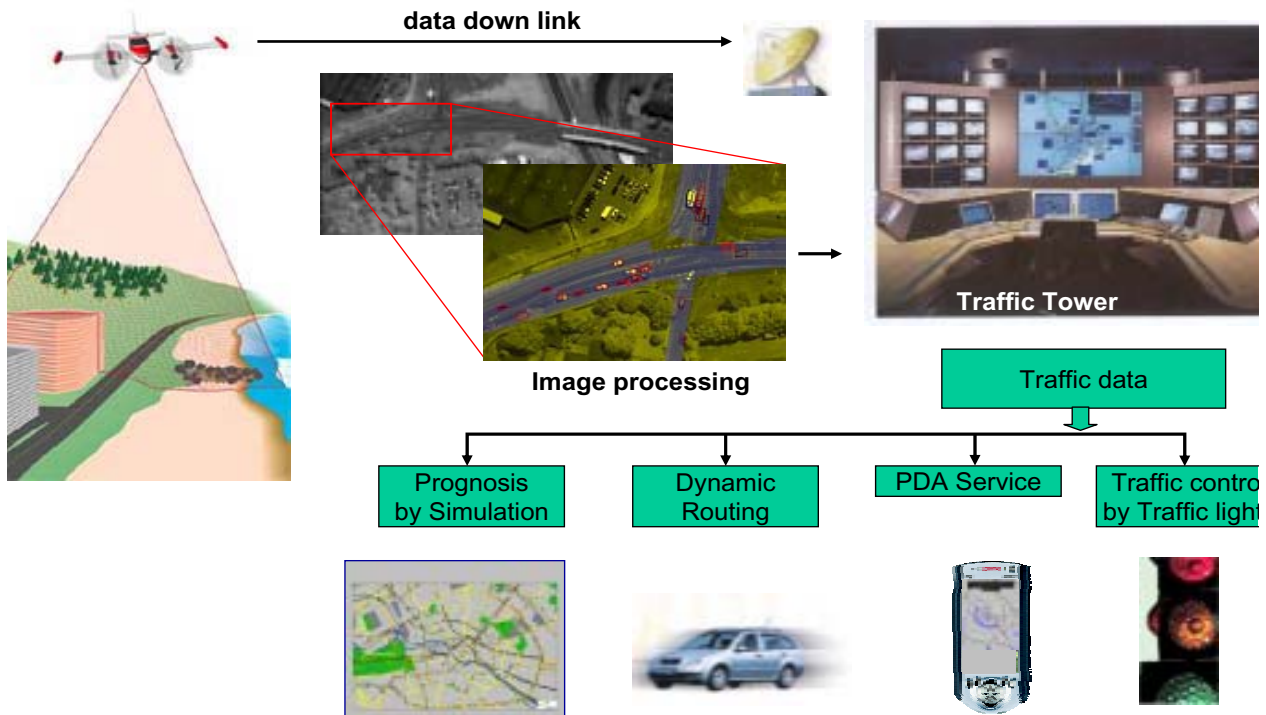 data down link
Traffic Tower
Image processing
Traffic data
Prognosis
by Simulation
Dynamic
Routing
PDA Service
Traffic contro
by Traffic light